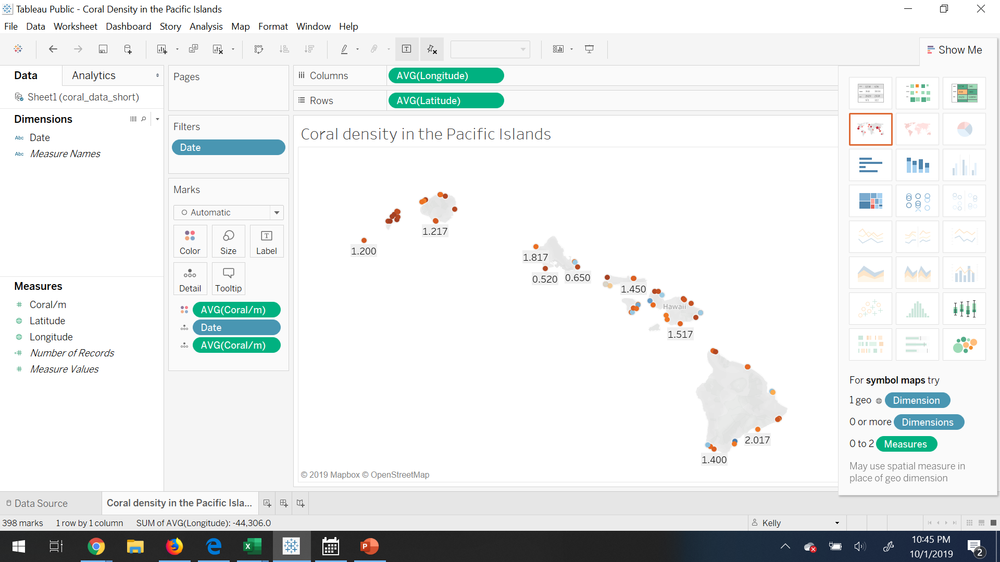 Tableau Public - Coral Density in the Pacific Islands
File Data Worksheet Dashboard Story Analysis Map Format Window Help
Show Me
Data Analytics
Sheet1 (coral_data_short)
Dimensions
Abc Date
Abc Measure Names
Measures
Coral/m
Latitude
Longitude
Number of Records
Measure Values
Pages
Filters
Date
Marks
Automatic
Color Size Label
Detail Tooltip
AVG(Coral/m)
Date
AVG(Coral/m)
Columns AVG(Longitude)
Rows AVG(Latitude)
Coral density in the Pacific Islands
1.217
1.200
1.817
0.520 0.650
1.450
Hawaii
1.517
2.017
1.400
© 2019 Mapbox © OpenStreetMap
For symbol maps try
1 geo Dimension
0 or more Dimensions
0 to 2 Measures
May use spatial measure in
place of geo dimension
Data Source Coral density in the Pacific Isla...
398 marks 1 row by 1 column SUM of AVG(Longitude): -44,306.0
Kelly
10:45 PM
10/1/2019
2